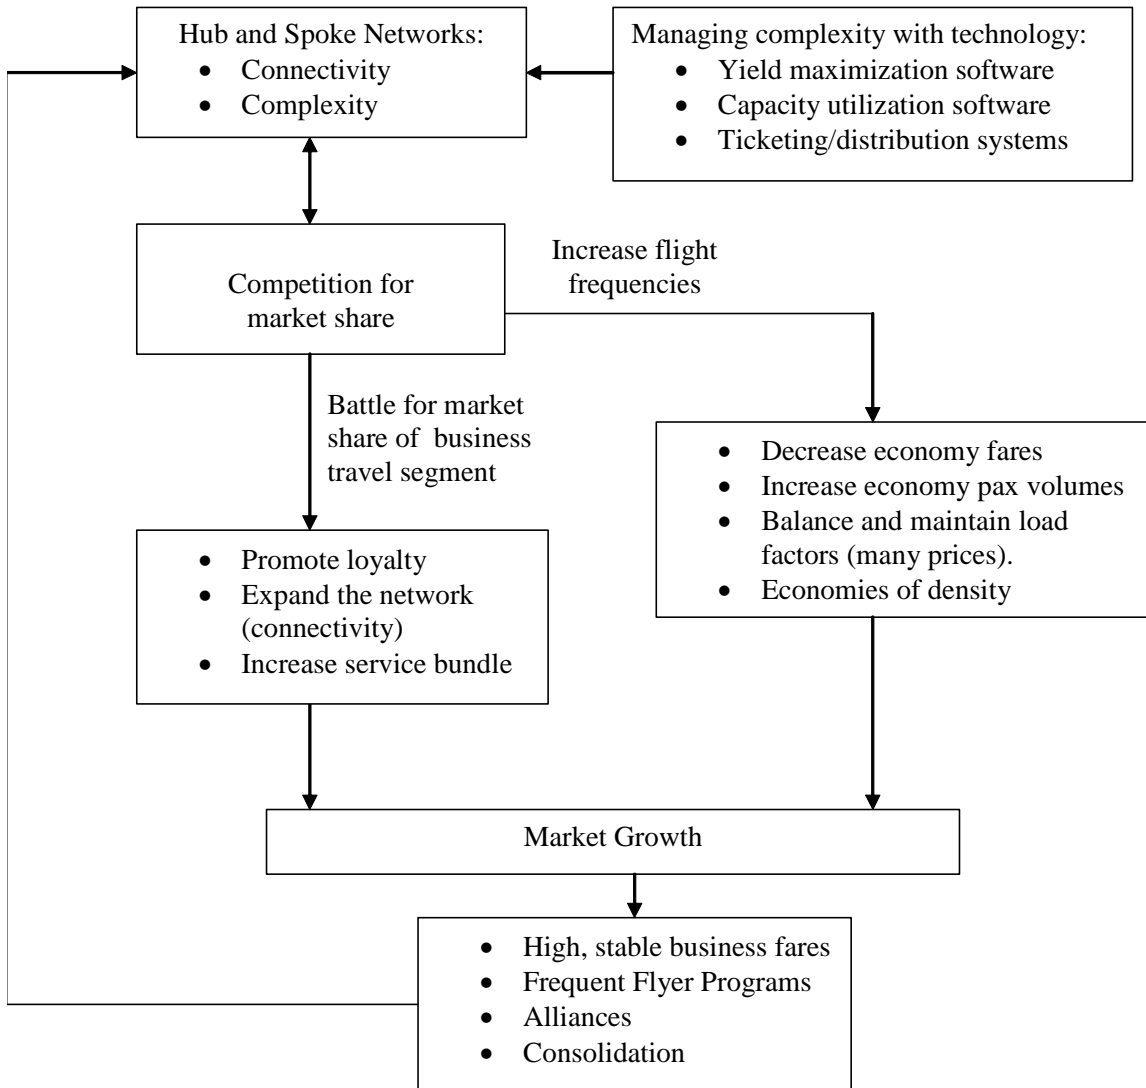 Hub and Spoke Networks:
• Connectivity
• Complexity
Managing complexity with technology:
• Yield maximization software
• Capacity utilization software
• Ticketing/distribution systems
Competition for
market share
Increase flight
frequencies
Battle for market
share of business
travel segment
• Decrease economy fares
• Increase economy pax volumes
• Balance and maintain load
factors (many prices).
• Economies of density
• Promote loyalty
• Expand the network
(connectivity)
• Increase service bundle
Market Growth
• High, stable business fares
• Frequent Flyer Programs
• Alliances
• Consolidation